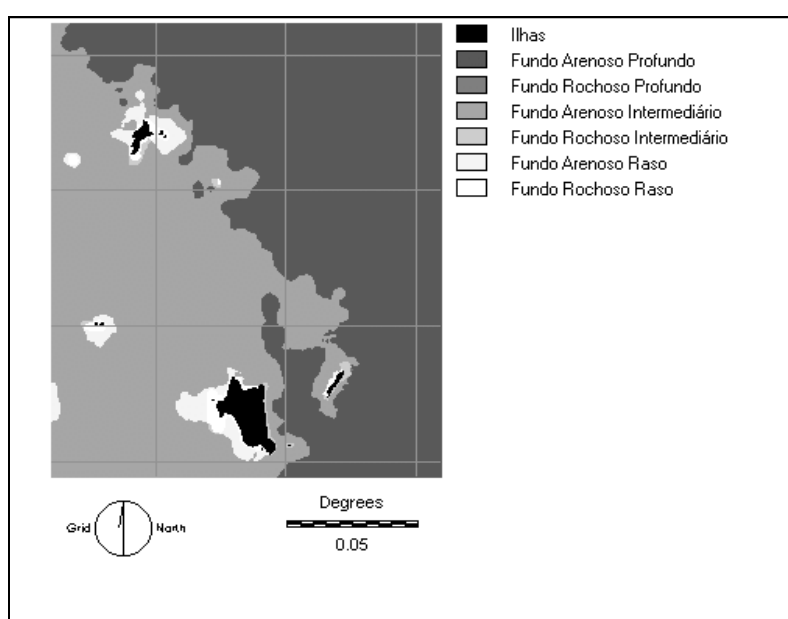 Ilhas
Fundo Arenoso Profundo
Fundo Rochoso Profundo
Fundo Arenoso Intermediário
Fundo Rochoso Intermediário
Fundo Arenoso Raso
Fundo Rochoso Raso
Grid North
Degrees
0.05